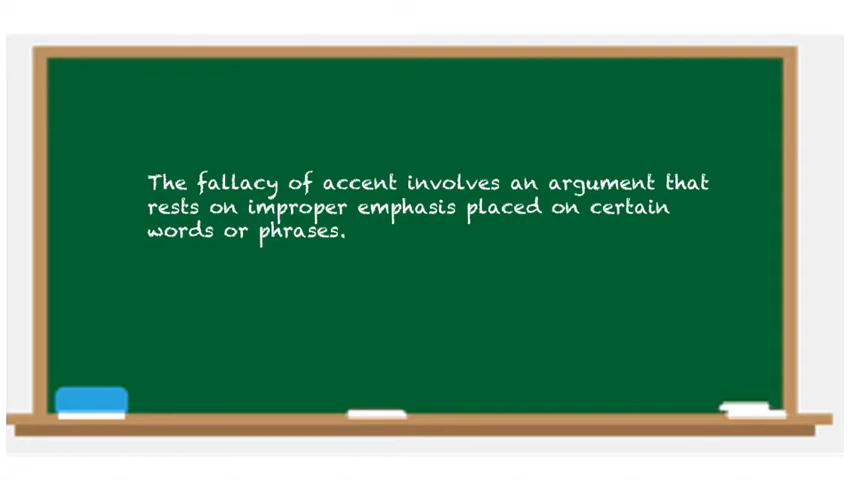 The fallacy of accent involves an argument that
rests on improper emphasis placed on certain
words or phrases.